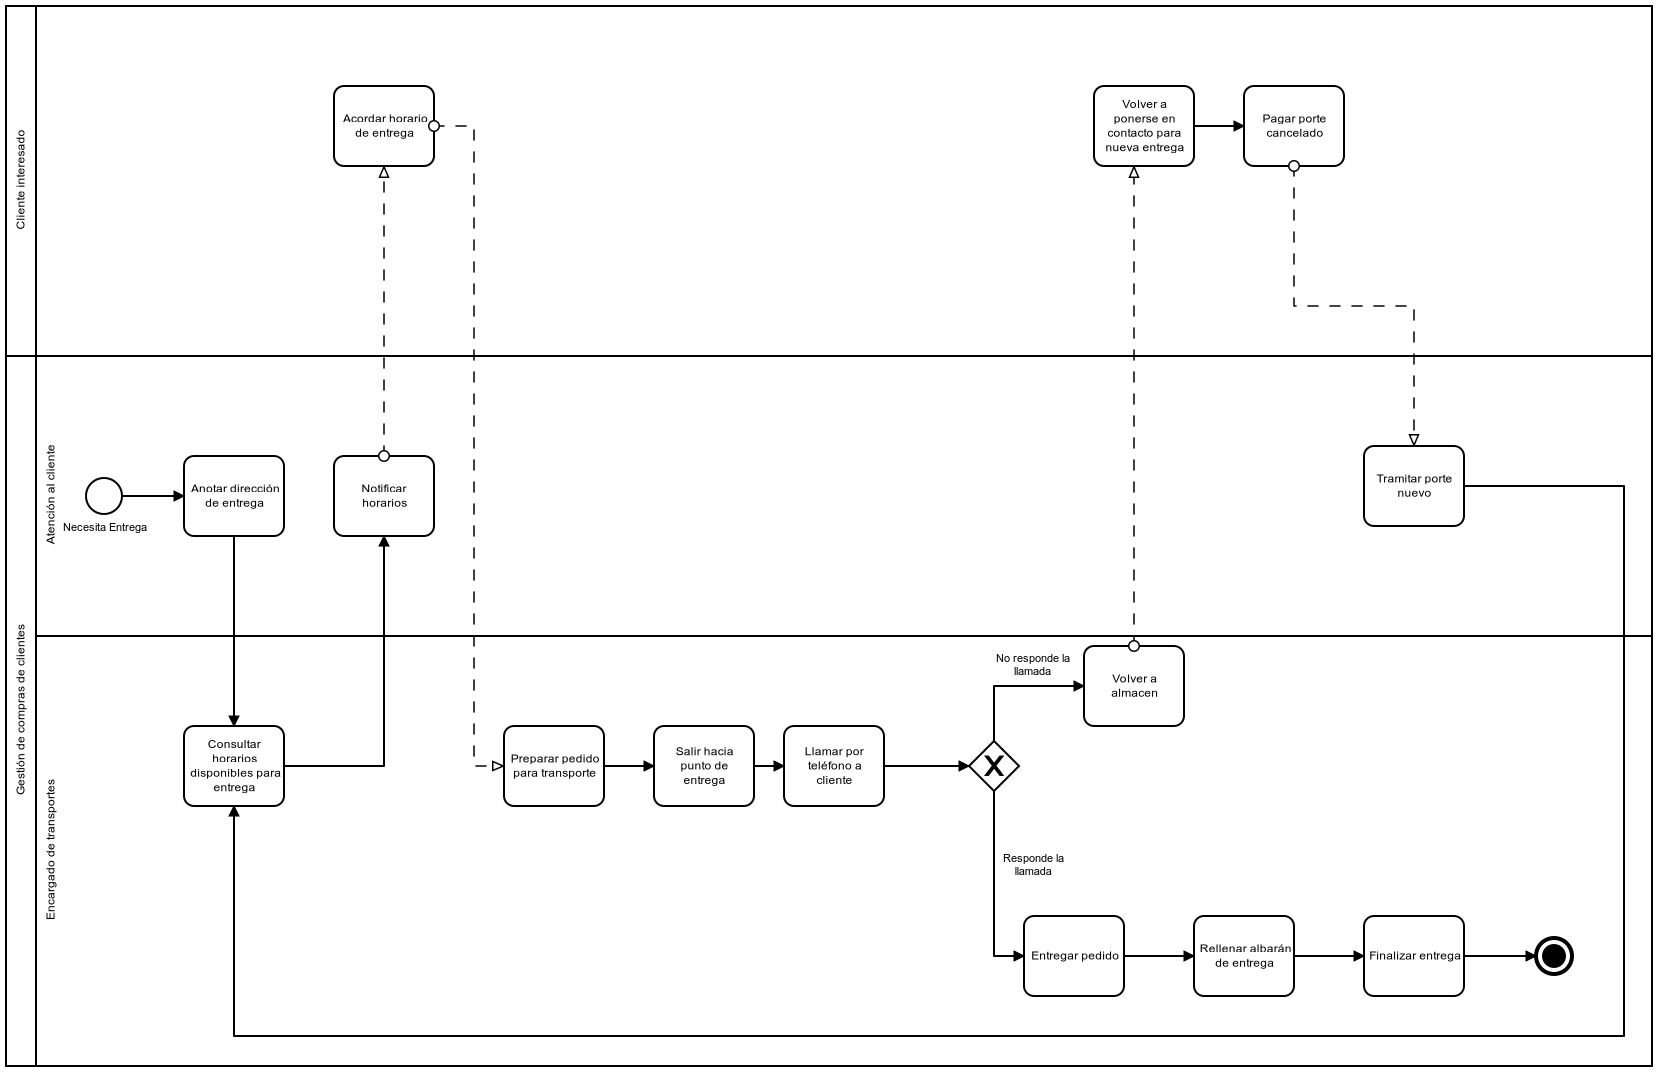 Cliente interesado
Acordar horario
de entrega
Volver a
ponerse en
contacto para
nueva entrega
Pagar porte
cancelado
Gestión de compras de clientes
Atención al cliente
Necesita Entrega
Anotar dirección
de entrega
Notificar
horarios
Tramitar porte
nuevo
Encargado de transportes
Consultar
horarios
disponibles para
entrega
Preparar pedido
para transporte
Salir hacia
punto de
entrega
Llamar por
teléfono a
cliente
No responde la
llamada
Volver a
almacen
Responde la
llamada
Entregar pedido
Rellenar albarán
de entrega
Finalizar entrega